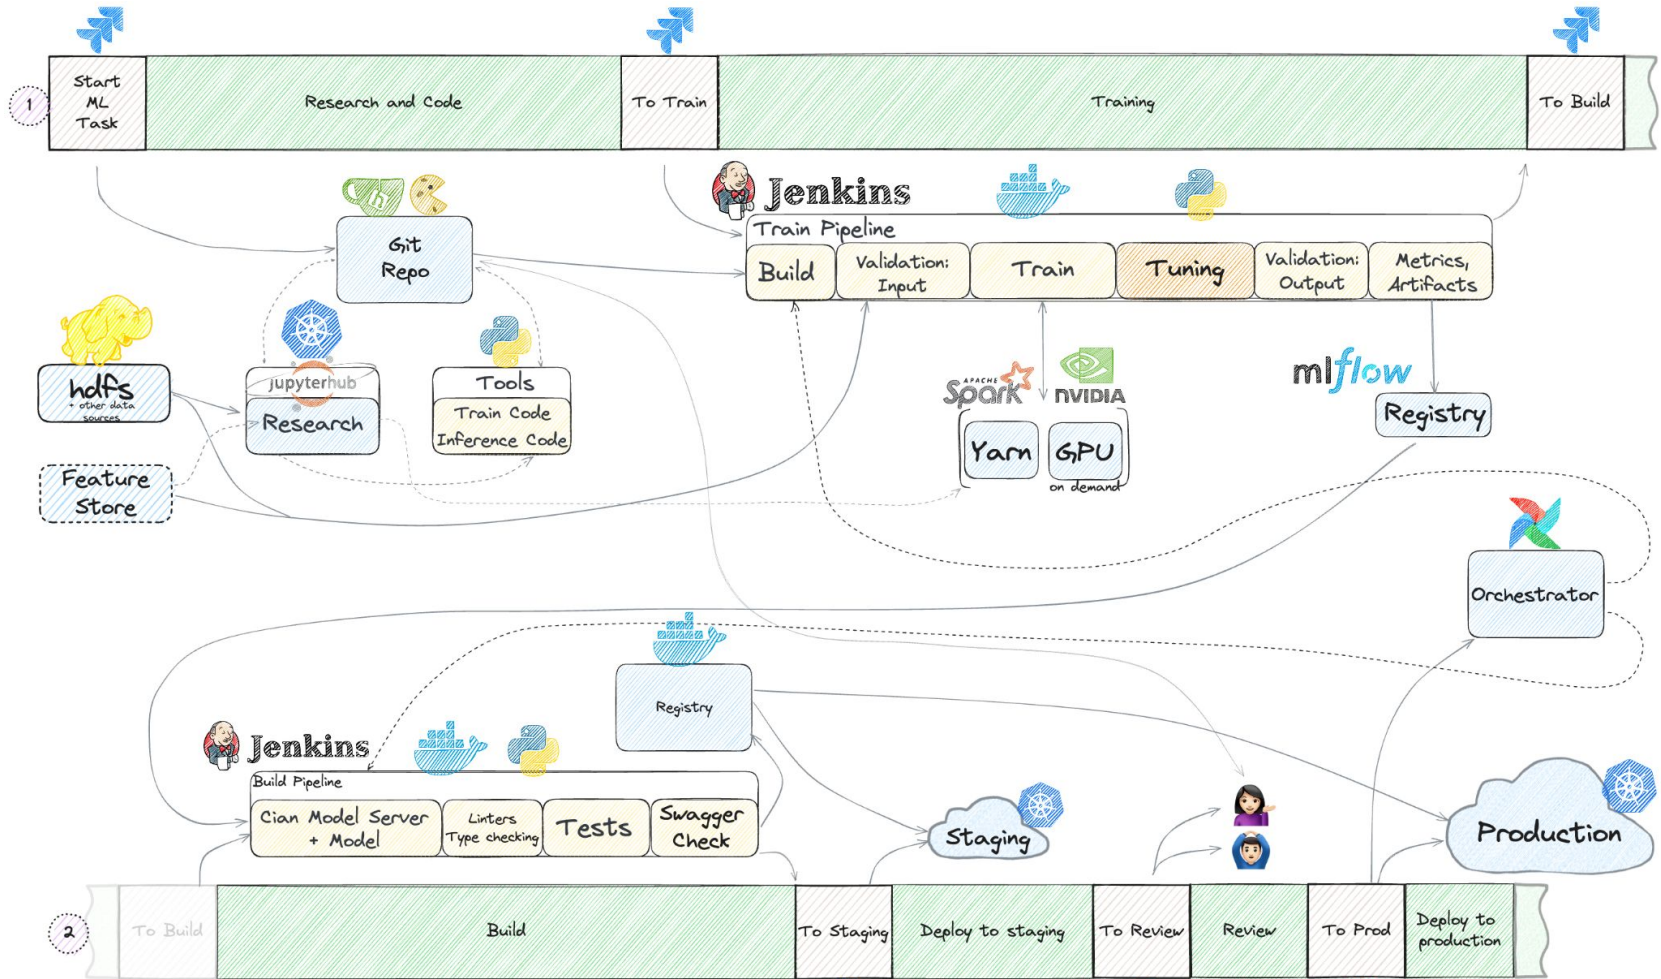 1
Start
ML
Task
Research and Code
To Train
Training
To Build
Jenkins
Train Pipeline
Build
Validation:
Input
Train
Tuning
Validation:
Output
Metrics,
Artifacts
h
Git
Repo
hdfs
+ other data
sources
jupyterhub
Research
Tools
Train Code
Inference Code
Feature
Store
APACHE
Spark
NVIDIA
Yarn
GPU
on demand
mlflow
Registry
Orchestrator
Registry
Jenkins
Build Pipeline
Cian Model Server
+ Model
Linters
Type checking
Tests
Swagger
Check
Staging
Production
2
To Build
Build
To Staging
Deploy to staging
To Review
Review
To Prod
Deploy to
production